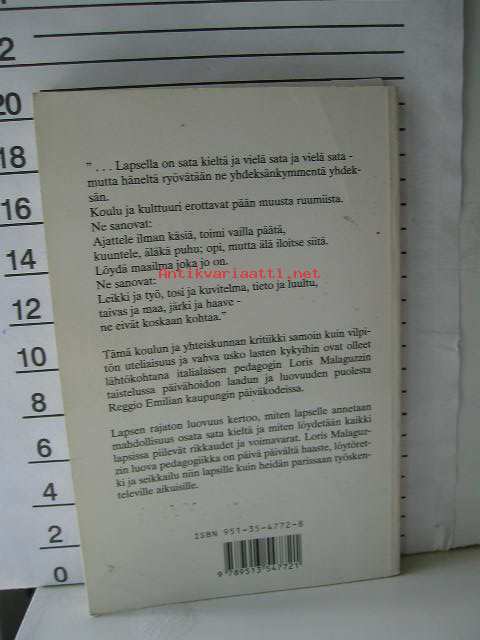 2
20
18
16
14
12
10
8
6
4
2
0
"... Lapsella on sata kieltä ja vielä sata ja vielä sata -
mutta häneltä ryövätään ne yhdeksänkymmentä yhdek-
sän.
Koulu ja kulttuuri erottavat pään muusta ruumiista.
Ne sanovat:
Ajattele ilman käsiä, toimi vailla päätä,
kuuntele, äläkä puhu; opi, mutta älä iloitse siitä.
Löydä maailma joka jo on.
Antikvariaatti.net
Ne sanovat:
Leikki ja työ, tosi ja kuvitelma, tieto ja luultu,
taivas ja maa, järki ja haave -
ne eivät koskaan kohtaa."
Tämä koulun ja yhteiskunnan kritiikki samoin kuin vilpi-
tön uteliaisuus ja vahva usko lasten kykyihin ovat olleet
lähtökohtana italialaisen pedagogin Loris Malaguzzin
taistelussa päivähoidon laadun ja luovuuden puolesta
Reggio Emilian kaupungin päiväkodeissa.
Lapsen rajaton luovuus kertoo, miten lapselle annetaan
mahdollisuus osata sata kieltä ja miten löydetään kaikki
lapsissa piilevät rikkaudet ja voimavarat. Loris Malaguz-
zin luova pedagogiikka on päivä päivältä haaste, löytöret-
ki ja seikkailu niin lapsille kuin heidän parissaan työsken-
televille aikuisille.
ISBN 951-35-4772-8
9 789513 547721